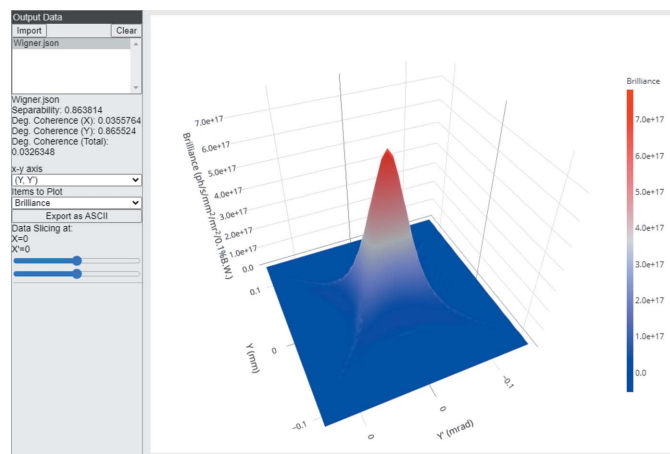 Output Data
Import Clear
Wigner.json
Wigner.json
Separability: 0.863814
Deg. Coherence (X): 0.0355764
Deg. Coherence (Y): 0.865524
Deg. Coherence (Total):
0.0326348
x-y axis
(Y, Y')
Items to Plot
Brilliance
Export as ASCII
Data Slicing at:
X=0
X'=0
Brilliance (ph/s/mm²/mr²/0.1%B.W.)
7.0e+17
6.0e+17
5.0e+17
4.0e+17
3.0e+17
2.0e+17
1.0e+17
0.0
0.1
0
−0.1
Y (mm)
0
0
−0.1
Y' (mrad)
Brilliance
7.0e+17
6.0e+17
5.0e+17
4.0e+17
3.0e+17
2.0e+17
1.0e+17
0.0